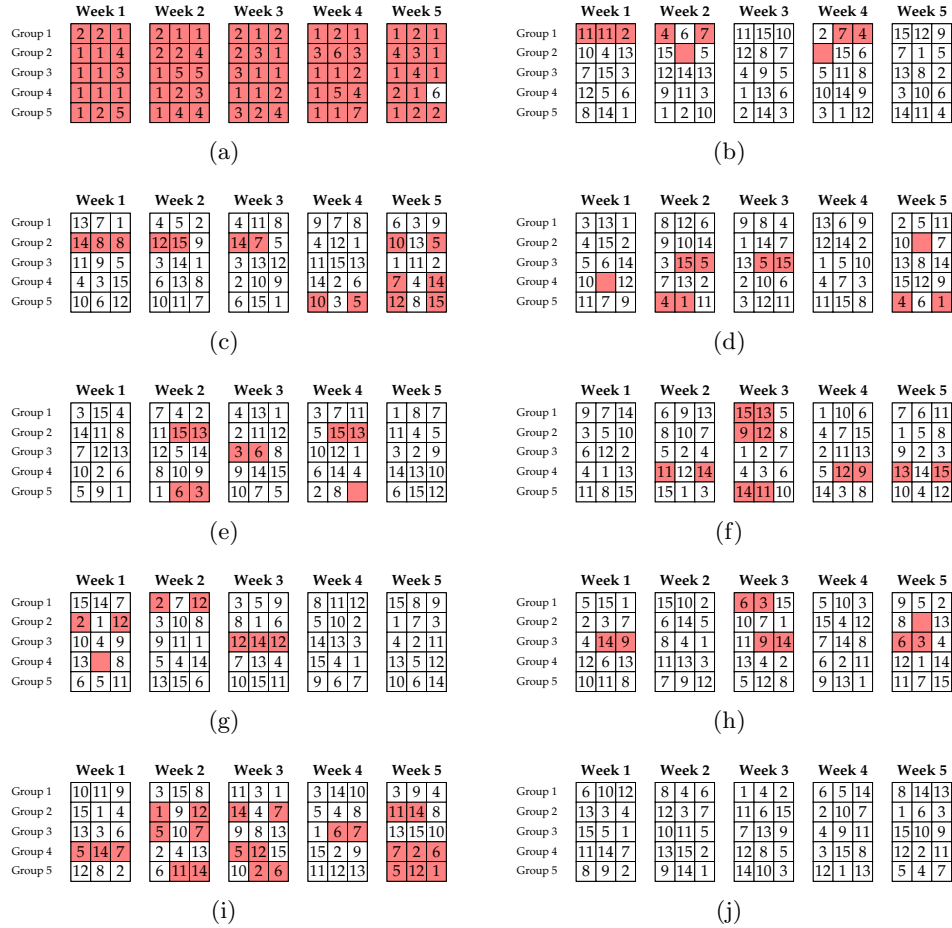 Week 1 Week 2 Week 3 Week 4 Week 5 Week 1 Week 2 Week 3 Week 4 Week 5
Group 1 2 2 1 2 1 1 2 1 2 1 2 1 1 2 1 Group 1 11 11 2 4 6 7 11 15 10 2 7 4 15 12 9
Group 2 1 1 4 2 2 4 2 3 1 3 6 3 4 3 1 Group 2 10 4 13 15 5 12 8 7 15 6 7 1 5
Group 3 1 1 3 1 5 5 3 1 1 1 1 2 1 4 1 Group 3 7 15 3 12 14 13 4 9 5 5 11 8 13 8 2
Group 4 1 1 1 1 2 3 1 1 2 1 5 4 2 1 6 Group 4 12 5 6 9 11 3 1 13 6 10 14 9 3 10 6
Group 5 1 2 5 1 4 4 3 2 4 1 1 7 1 2 2 Group 5 8 14 1 1 2 10 2 14 3 3 1 12 14 11 4
(a) (b)
Week 1 Week 2 Week 3 Week 4 Week 5 Week 1 Week 2 Week 3 Week 4 Week 5
Group 1 13 7 1 4 5 2 4 11 8 9 7 8 6 3 9 Group 1 3 13 1 8 12 6 9 8 4 13 6 9 2 5 11
Group 2 14 8 8 12 15 9 14 7 5 4 12 1 10 13 5 Group 2 4 15 2 9 10 14 1 14 7 12 14 2 10 7
Group 3 11 9 5 3 14 1 3 13 12 11 15 13 1 11 2 Group 3 5 6 14 3 15 5 13 5 15 1 5 10 13 8 14
Group 4 4 3 15 6 13 8 2 10 9 14 2 6 7 4 14 Group 4 10 12 7 13 2 2 10 6 4 7 3 15 12 9
Group 5 10 6 12 10 11 7 6 15 1 10 3 5 12 8 15 Group 5 11 7 9 4 1 11 3 12 11 11 15 8 4 6 1
(c) (d)
Week 1 Week 2 Week 3 Week 4 Week 5 Week 1 Week 2 Week 3 Week 4 Week 5
Group 1 3 15 4 7 4 2 4 13 1 3 7 11 1 8 7 Group 1 9 7 14 6 9 13 15 13 5 1 10 6 7 6 11
Group 2 14 11 8 11 15 13 2 11 12 5 15 13 11 4 5 Group 2 3 5 10 8 10 7 9 12 8 4 7 15 1 5 8
Group 3 7 12 13 12 5 14 3 6 8 10 12 1 3 2 9 Group 3 6 12 2 5 2 4 1 2 7 2 11 13 9 2 3
Group 4 10 2 6 8 10 9 9 14 15 6 14 4 14 13 10 Group 4 4 1 13 11 12 14 4 3 6 5 12 9 13 14 15
Group 5 5 9 1 1 6 3 10 7 5 2 8 6 15 12 Group 5 11 8 15 15 1 3 14 11 10 14 3 8 10 4 12
(e) (f)
Week 1 Week 2 Week 3 Week 4 Week 5 Week 1 Week 2 Week 3 Week 4 Week 5
Group 1 15 14 7 2 7 12 3 5 9 8 11 12 15 8 9 Group 1 5 15 1 15 10 2 6 3 15 5 10 3 9 5 2
Group 2 2 1 12 3 10 8 8 1 6 5 10 2 1 7 3 Group 2 2 3 7 6 14 5 10 7 1 15 4 12 8 13
Group 3 10 4 9 9 11 1 12 14 12 14 13 3 4 2 11 Group 3 4 14 9 8 4 1 11 9 14 7 14 8 6 3 4
Group 4 13 8 5 4 14 7 13 4 15 4 1 13 5 12 Group 4 12 6 13 11 13 3 13 4 2 6 2 11 12 1 14
Group 5 6 5 11 13 15 6 10 15 11 9 6 7 10 6 14 Group 5 10 11 8 7 9 12 5 12 8 9 13 1 11 7 15
(g) (h)
Week 1 Week 2 Week 3 Week 4 Week 5 Week 1 Week 2 Week 3 Week 4 Week 5
Group 1 10 11 9 3 15 8 11 3 1 3 14 10 3 9 4 Group 1 6 10 12 8 4 6 1 4 2 6 5 14 8 14 13
Group 2 15 1 4 1 9 12 14 4 7 5 4 8 11 14 8 Group 2 13 3 4 12 3 7 11 6 15 2 10 7 1 6 3
Group 3 13 3 6 5 10 7 9 8 13 1 6 7 13 15 10 Group 3 15 5 1 10 11 5 7 13 9 4 9 11 15 10 9
Group 4 5 14 7 2 4 13 5 12 15 15 2 9 7 2 6 Group 4 11 14 7 13 15 2 12 8 5 3 15 8 12 2 11
Group 5 12 8 2 6 11 14 10 2 6 11 12 13 5 12 1 Group 5 8 9 2 9 14 1 14 10 3 12 1 13 5 4 7
(i) (j)